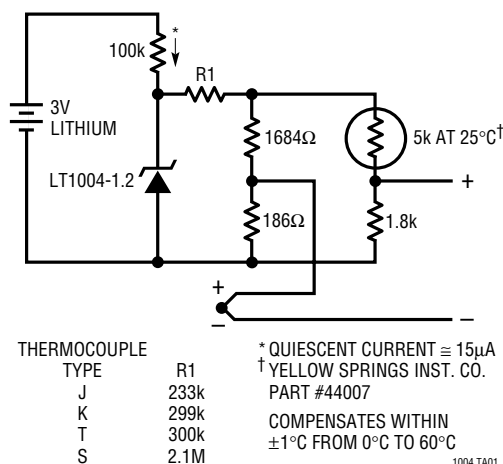 *
100k
R1
3V
LITHIUM
1684Ω
5k AT 25°C†
LT1004-1.2
+
186Ω
1.8k
+
–
–
THERMOCOUPLE
TYPE R1
J 233k
K 299k
T 300k
S 2.1M
* QUIESCENT CURRENT ≅ 15µA
† YELLOW SPRINGS INST. CO.
PART #44007
COMPENSATES WITHIN
±1°C FROM 0°C TO 60°C
1004 TA01